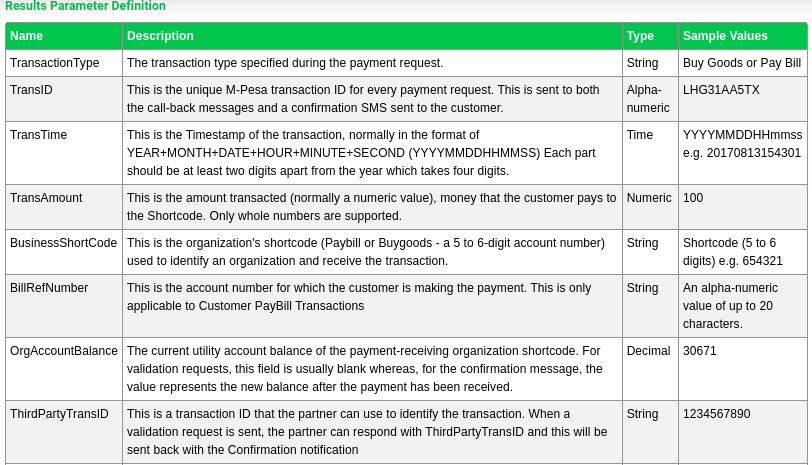 Results Parameter Definition
Name Description Type Sample Values
TransactionType The transaction type specified during the payment request. String Buy Goods or Pay Bill
TransID This is the unique M-Pesa transaction ID for every payment request. This is sent to both Alpha- LHG31AA5TX
the call-back messages and a confirmation SMS sent to the customer. numeric
TransTime This is the Timestamp of the transaction, normally in the format of Time YYYYMMDDHHmmss
YEAR+MONTH+DATE+HOUR+MINUTE+SECOND (YYYYMMDDHHMMSS) Each part e.g. 20170813154301
should be at least two digits apart from the year which takes four digits.
TransAmount This is the amount transacted (normally a numeric value), money that the customer pays to Numeric 100
the Shortcode. Only whole numbers are supported.
BusinessShortCode This is the organization's shortcode (Paybill or Buygoods - a 5 to 6-digit account number) String Shortcode (5 to 6
used to identify an organization and receive the transaction. digits) e.g. 654321
BillRefNumber This is the account number for which the customer is making the payment. This is only String An alpha-numeric
applicable to Customer PayBill Transactions value of up to 20
characters.
OrgAccountBalance The current utility account balance of the payment-receiving organization shortcode. For Decimal 30671
validation requests, this field is usually blank whereas, for the confirmation message, the
value represents the new balance after the payment has been received.
ThirdPartyTransID This is a transaction ID that the partner can use to identify the transaction. When a String 1234567890
validation request is sent, the partner can respond with ThirdPartyTransID and this will be
sent back with the Confirmation notification